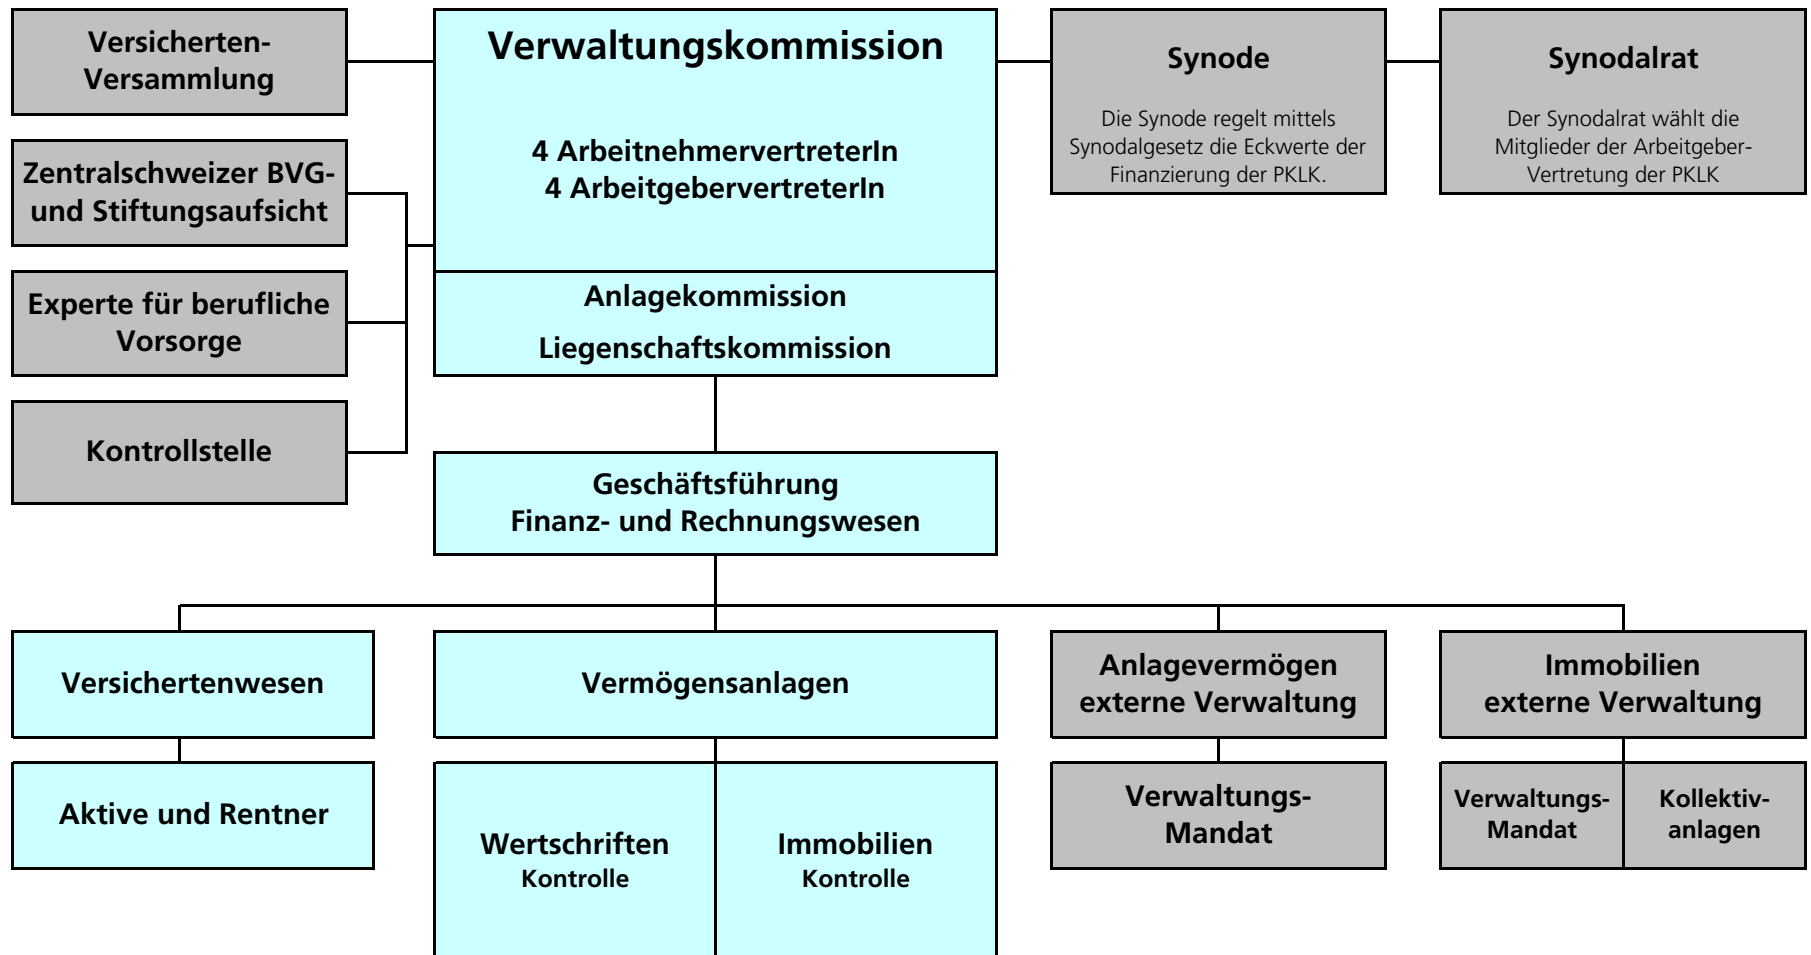 Versicherten-
Versammlung
Verwaltungskommission
4 ArbeitnehmervertreterIn
4 ArbeitgebervertreterIn
Synode
Die Synode regelt mittels
Synodalgesetz die Eckwerte der
Finanzierung der PKLK.
Synodalrat
Der Synodalrat wählt die
Mitglieder der Arbeitgeber-
Vertretung der PKLK
Zentralschweizer BVG-
und Stiftungsaufsicht
Experte für berufliche
Vorsorge
Anlagekommission
Liegenschaftskommission
Kontrollstelle
Geschäftsführung
Finanz- und Rechnungswesen
Versichertenwesen
Vermögensanlagen
Anlagevermögen
externe Verwaltung
Immobilien
externe Verwaltung
Aktive und Rentner
Wertschriften
Kontrolle
Immobilien
Kontrolle
Verwaltungs-
Mandat
Verwaltungs-
Mandat
Kollektiv-
anlagen